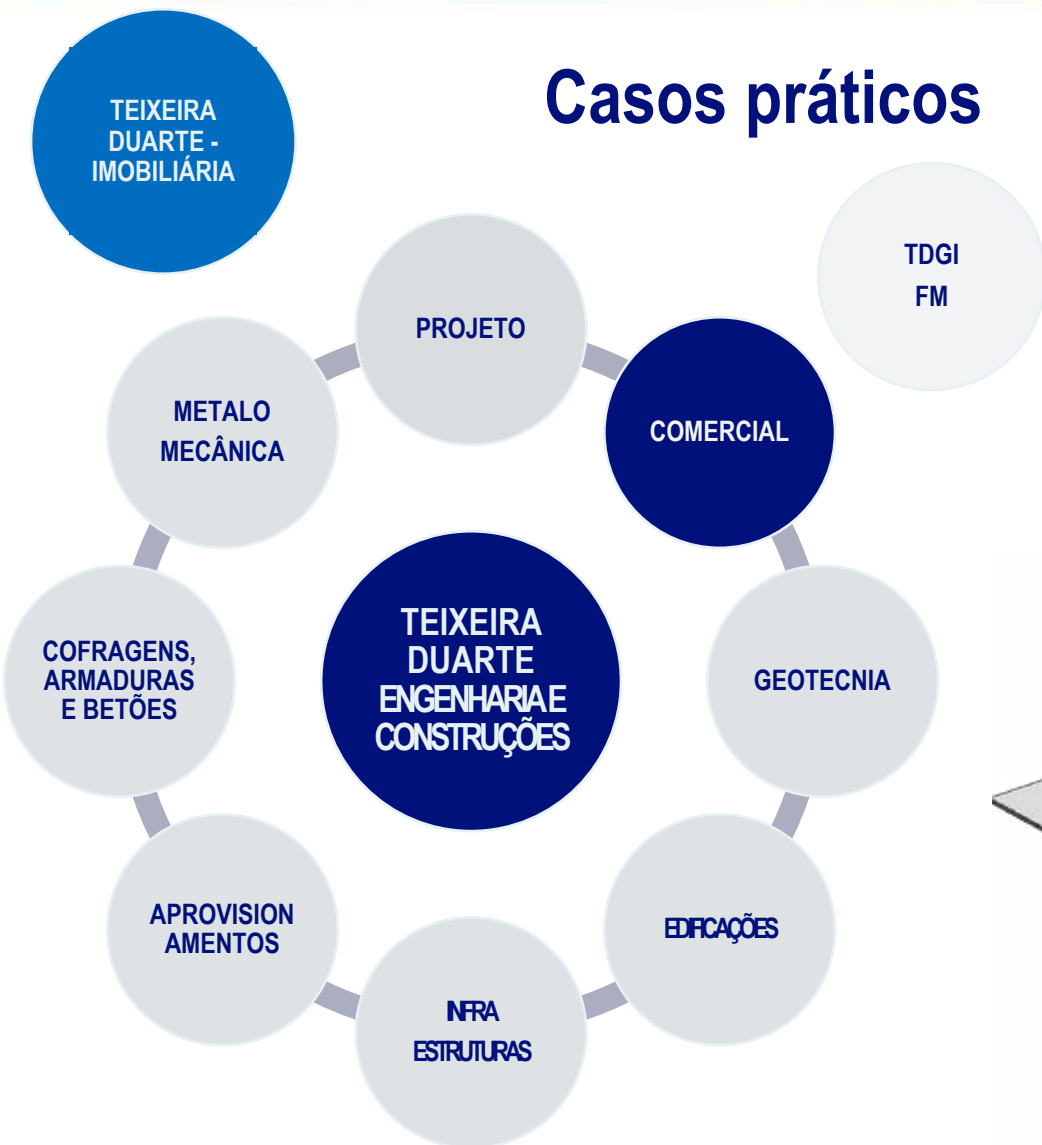 Casos práticos
TEIXEIRA
DUARTE -
IMOBILIÁRIA
TDGI
FM
PROJETO
COMERCIAL
GEOTECNIA
EDIFICAÇÕES
INFRA
ESTRUTURAS
APROVISION
AMENTOS
COFRAGENS,
ARMADURAS
E BETÕES
METALO
MECÂNICA
TEIXEIRA
DUARTE
ENGENHARIA E
CONSTRUÇÕES